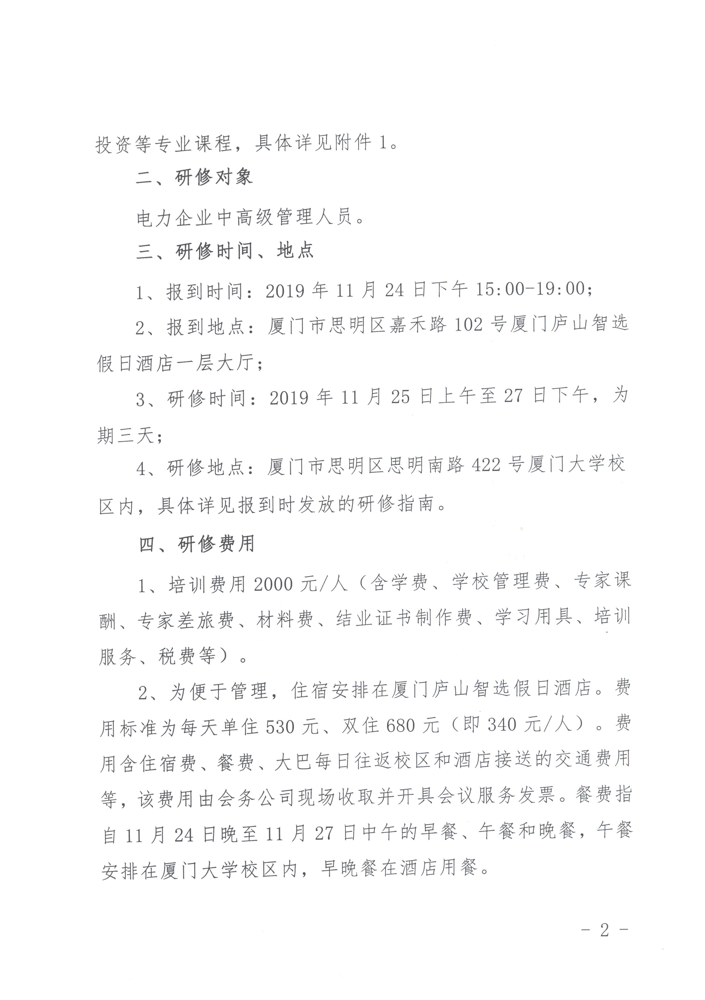 投资等专业课程，具体详见附件1。
二、研修对象
电力企业中高级管理人员。
三、研修时间、地点
1、报到时间：2019年11月24日下午15:00-19:00；
2、报到地点：厦门市思明区嘉禾路102号厦门庐山智选
假日酒店一层大厅；
3、研修时间：2019年11月25日上午至27日下午，为
期三天；
4、研修地点：厦门市思明区思明南路422号厦门大学校
区内，具体详见报到时发放的研修指南。
四、研修费用
1、培训费用2000元/人（含学费、学校管理费、专家课
酬、专家差旅费、材料费、结业证书制作费、学习用具、培训
服务、税费等）。
2、为便于管理，住宿安排在厦门庐山智选假日酒店。费
用标准为每天单住530元、双住680元（即340元/人）。费
用含住宿费、餐费、大巴每日往返校区和酒店接送的交通费用
等，该费用由会务公司现场收取并开具会议服务发票。餐费指
自11月24日晚至11月27日中午的早餐、午餐和晚餐，午餐
安排在厦门大学校区内，早晚餐在酒店用餐。
- 2 -